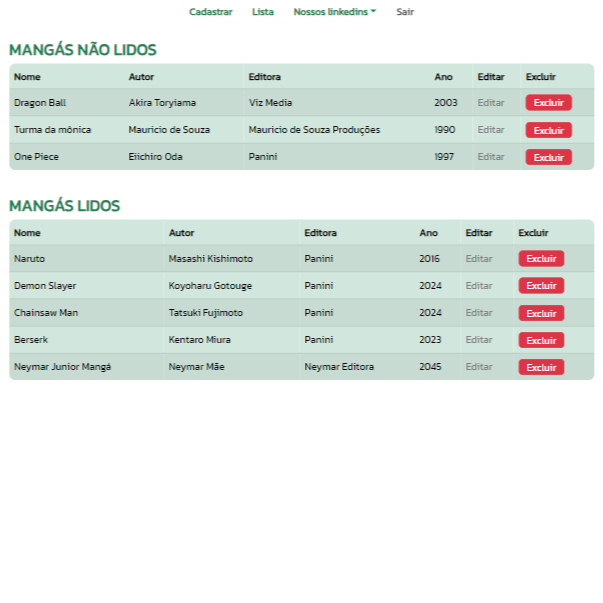 Cadastrar Lista Nossos linkedins Sair
MANGÁS NÃO LIDOS
Nome Autor Editora Ano Editar Excluir
Dragon Ball Akira Toryiama Viz Media 2003 Editar Excluir
Turma da mônica Mauricio de Souza Mauricio de Souza Produções 1990 Editar Excluir
One Piece Eiichiro Oda Panini 1997 Editar Excluir
MANGÁS LIDOS
Nome Autor Editora Ano Editar Excluir
Naruto Masashi Kishimoto Panini 2016 Editar Excluir
Demon Slayer Koyoharu Gotouge Panini 2024 Editar Excluir
Chainsaw Man Tatsuki Fujimoto Panini 2024 Editar Excluir
Berserk Kentaro Miura Panini 2023 Editar Excluir
Neymar Junior Mangá Neymar Mãe Neymar Editora 2045 Editar Excluir